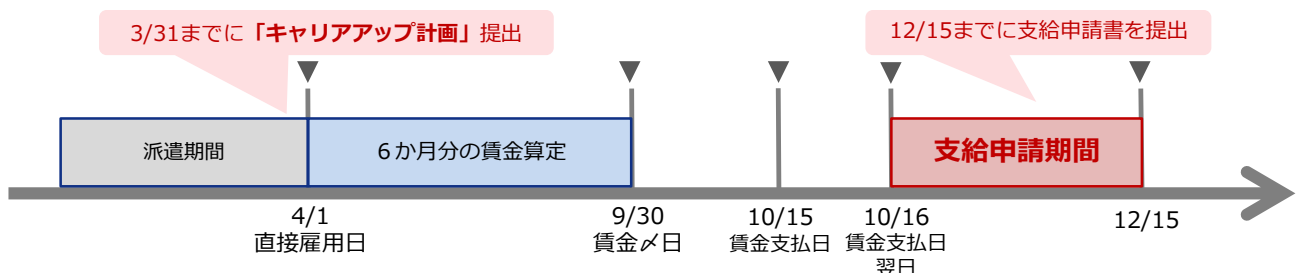 3/31までに「キャリアアップ計画」提出
12/15までに支給申請書を提出
派遣期間
６か月分の賃金算定
支給申請期間
4/1
直接雇用日
9/30
賃金〆日
10/15
賃金支払日
10/16
賃金支払日
翌日
12/15